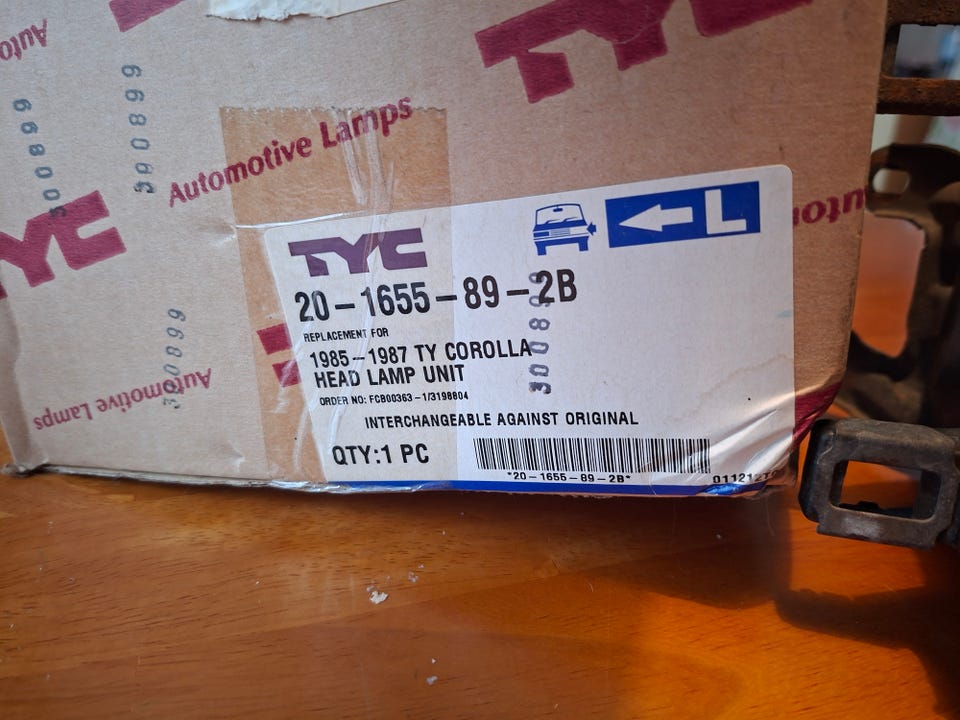 TYC
Automotive Lamps
TYC
300899
390899
300899
Automotive Lamps
TYC
L
20-1655-89-2B
REPLACEMENT FOR
1985-1987 TY COROLLA
HEAD LAMP UNIT
ORDER NO: FCB00363-1/3198804
INTERCHANGEABLE AGAINST ORIGINAL
QTY:1 PC
*20-1655-89-2B*
300899